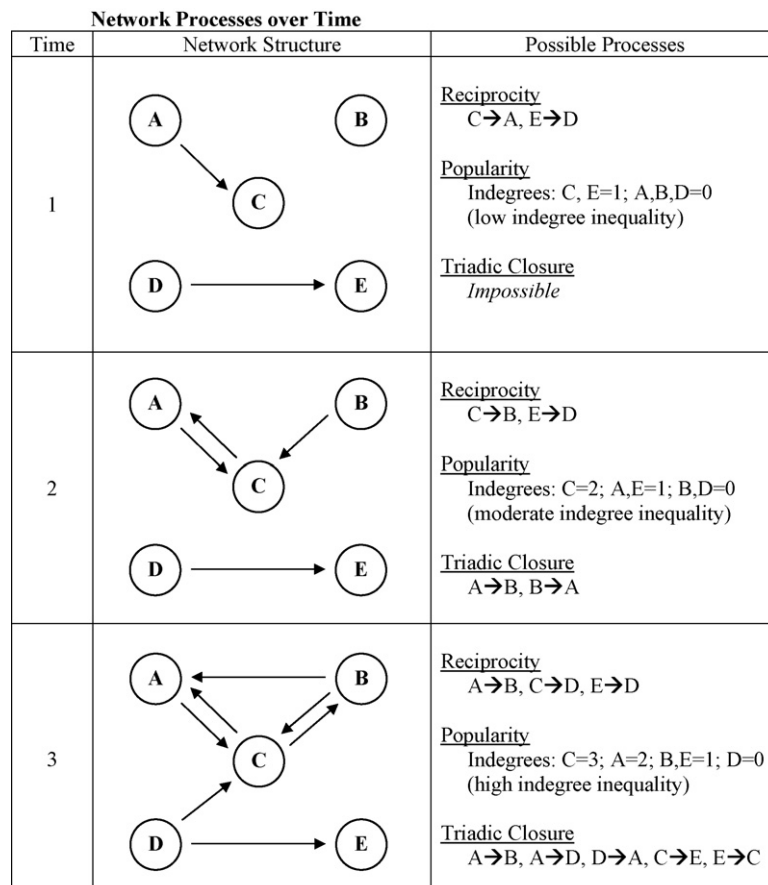 Network Processes over Time
Time Network Structure Possible Processes
1
A
B
C
D
E
Reciprocity
C➔A, E➔D
Popularity
Indegrees: C, E=1; A,B,D=0
(low indegree inequality)
Triadic Closure
Impossible
2
A
B
C
D
E
Reciprocity
C➔B, E➔D
Popularity
Indegrees: C=2; A,E=1; B,D=0
(moderate indegree inequality)
Triadic Closure
A➔B, B➔A
3
A
B
C
D
E
Reciprocity
A➔B, C➔D, E➔D
Popularity
Indegrees: C=3; A=2; B,E=1; D=0
(high indegree inequality)
Triadic Closure
A➔B, A➔D, D➔A, C➔E, E➔C